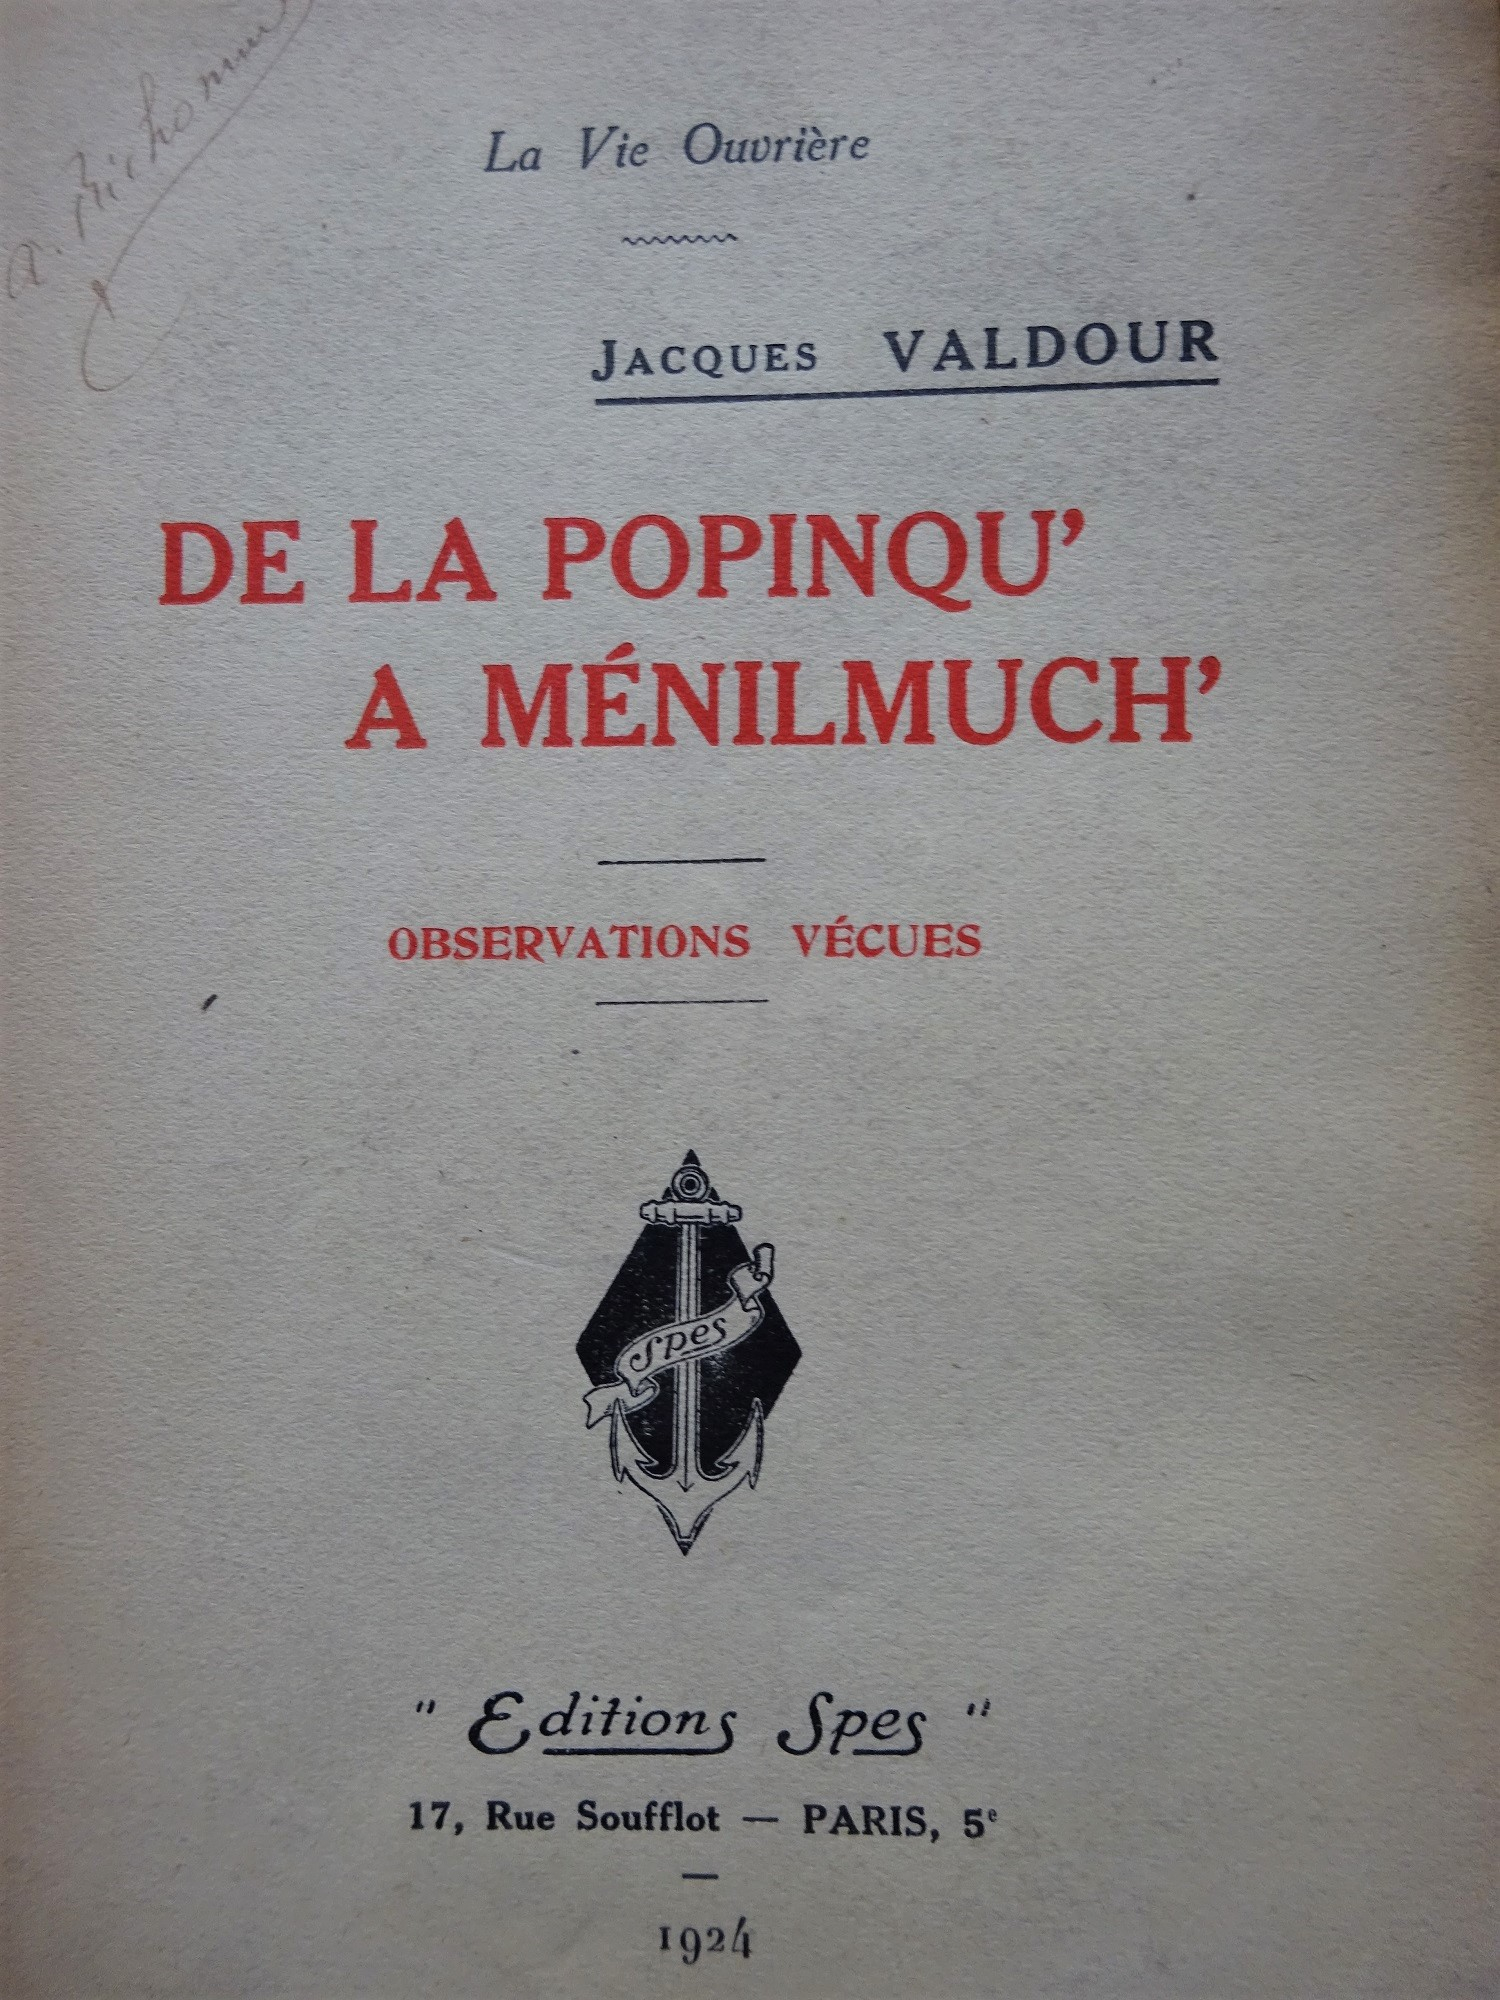 La Vie Ouvrière
JACQUES VALDOUR
DE LA POPINQU'
A MÉNILMUCH'
OBSERVATIONS VÉCUES
Spes
" Editions Spes "
17, Rue Soufflot — PARIS, 5e
1924